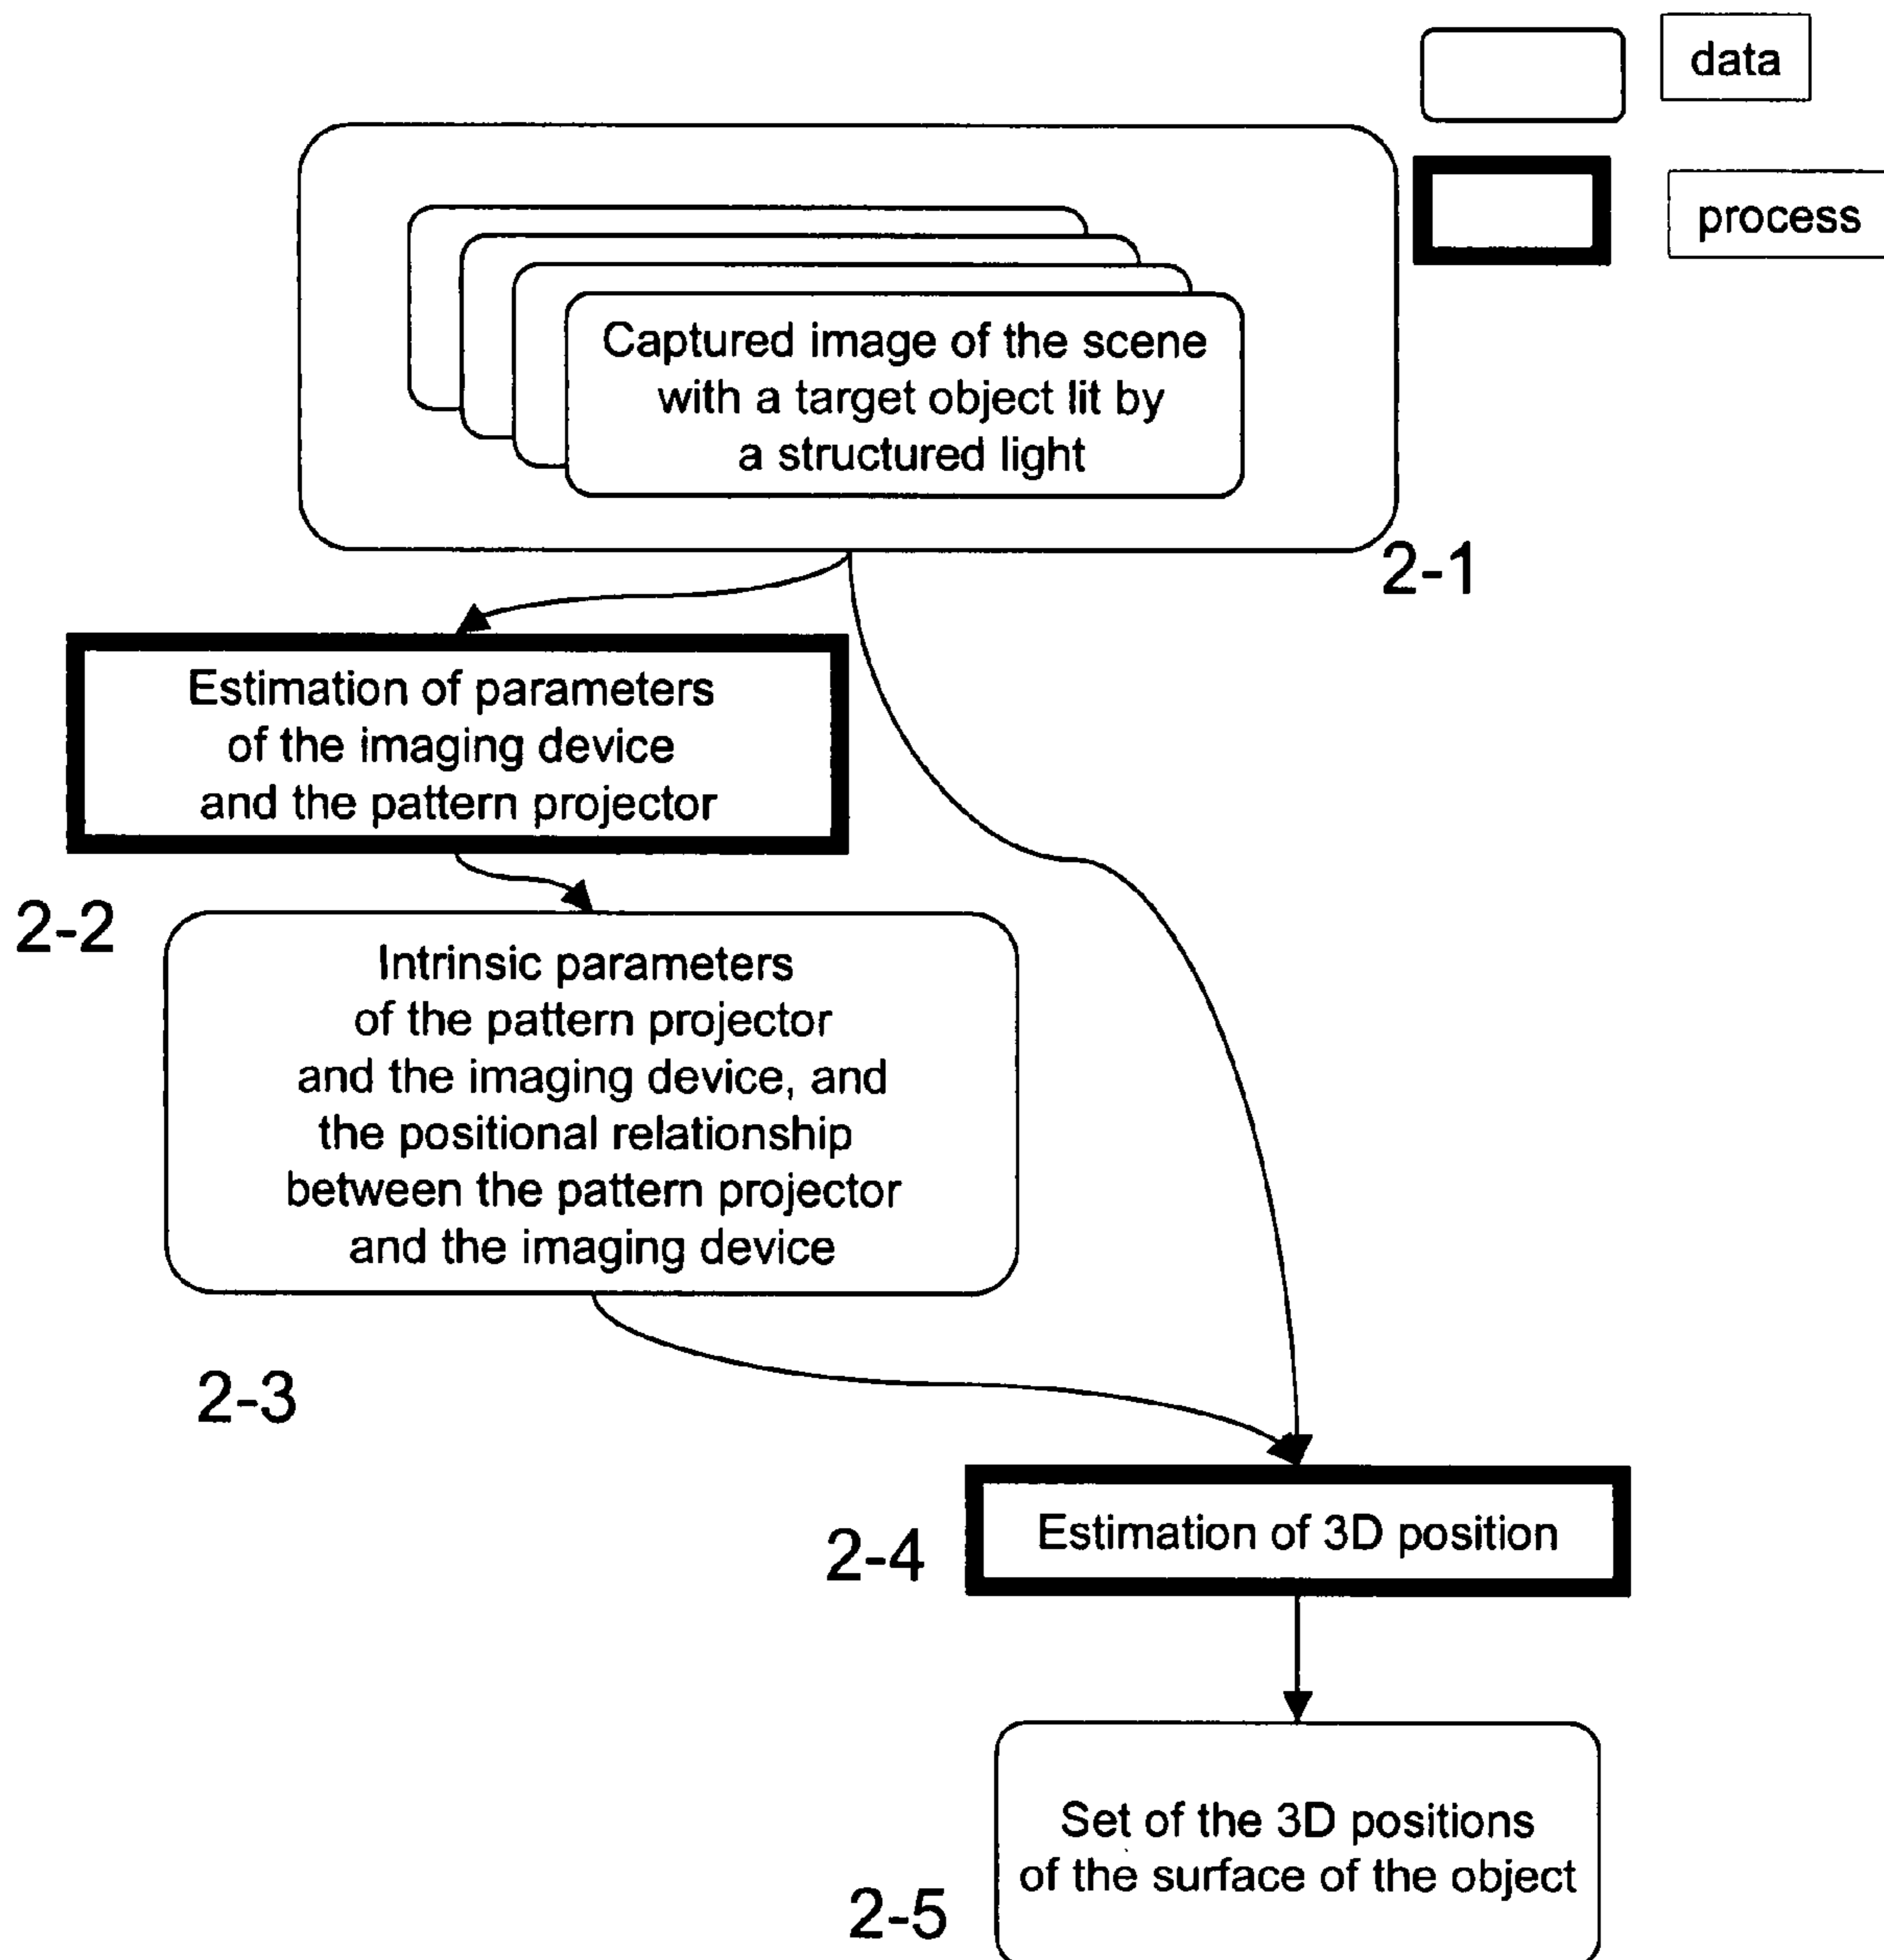 data
process
Captured image of the scene
with a target object lit by
a structured light
2-1
Estimation of parameters
of the imaging device
and the pattern projector
2-2
Intrinsic parameters
of the pattern projector
and the imaging device, and
the positional relationship
between the pattern projector
and the imaging device
2-3
Estimation of 3D position
2-4
Set of the 3D positions
of the surface of the object
2-5